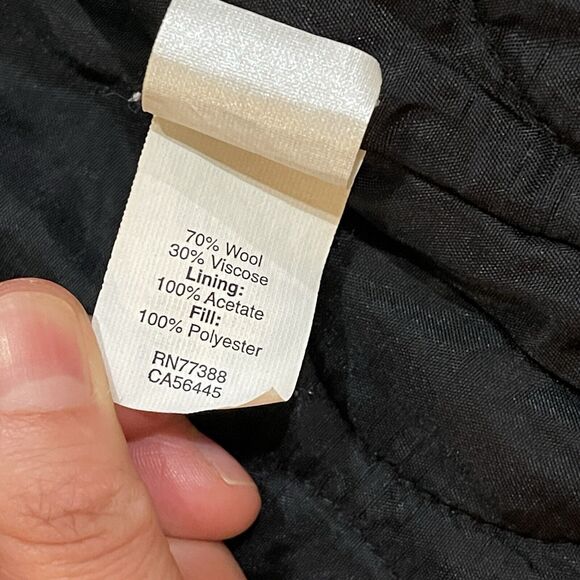 70% Wool
30% Viscose
Lining:
100% Acetate
Fill:
100% Polyester
RN77388
CA56445